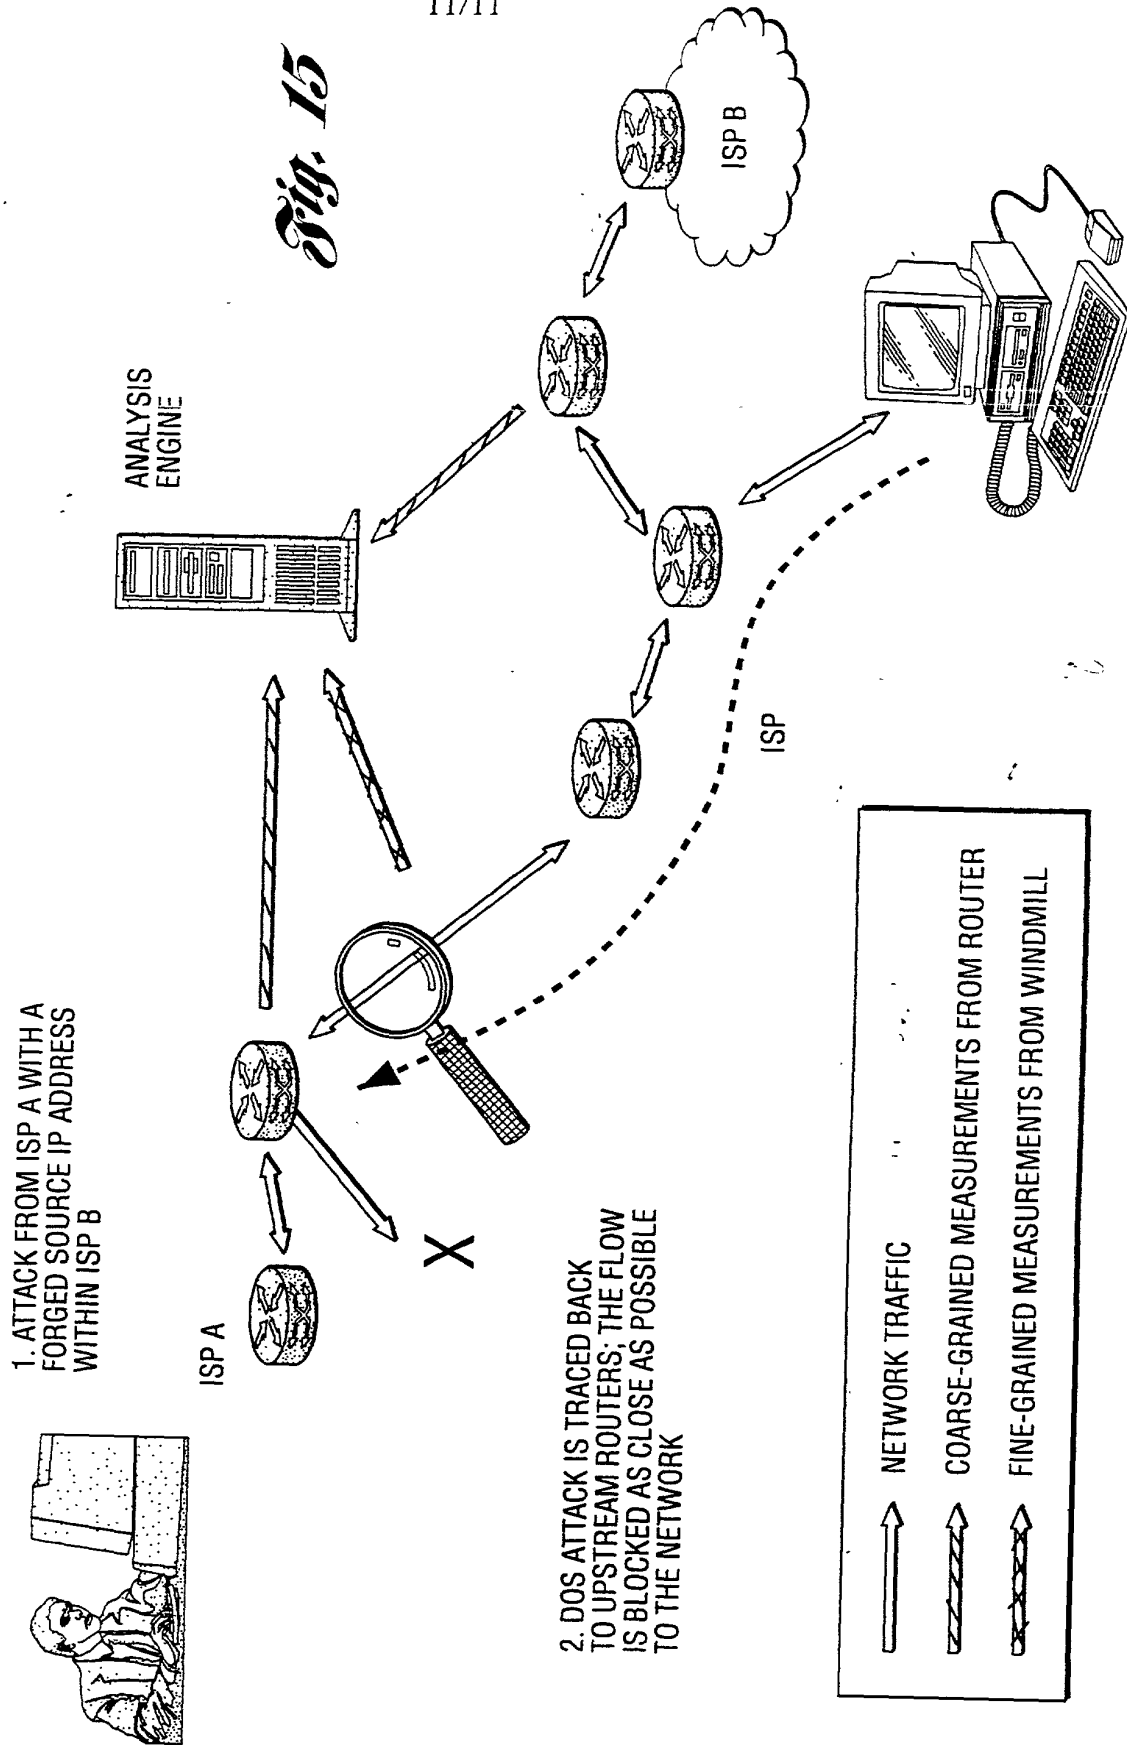 11/11
Fig. 15
1. ATTACK FROM ISP A WITH A
FORGED SOURCE IP ADDRESS
WITHIN ISP B
ANALYSIS
ENGINE
ISP A
X
ISP B
ISP
2. DOS ATTACK IS TRACED BACK
TO UPSTREAM ROUTERS; THE FLOW
IS BLOCKED AS CLOSE AS POSSIBLE
TO THE NETWORK
NETWORK TRAFFIC
COARSE-GRAINED MEASUREMENTS FROM ROUTER
FINE-GRAINED MEASUREMENTS FROM WINDMILL